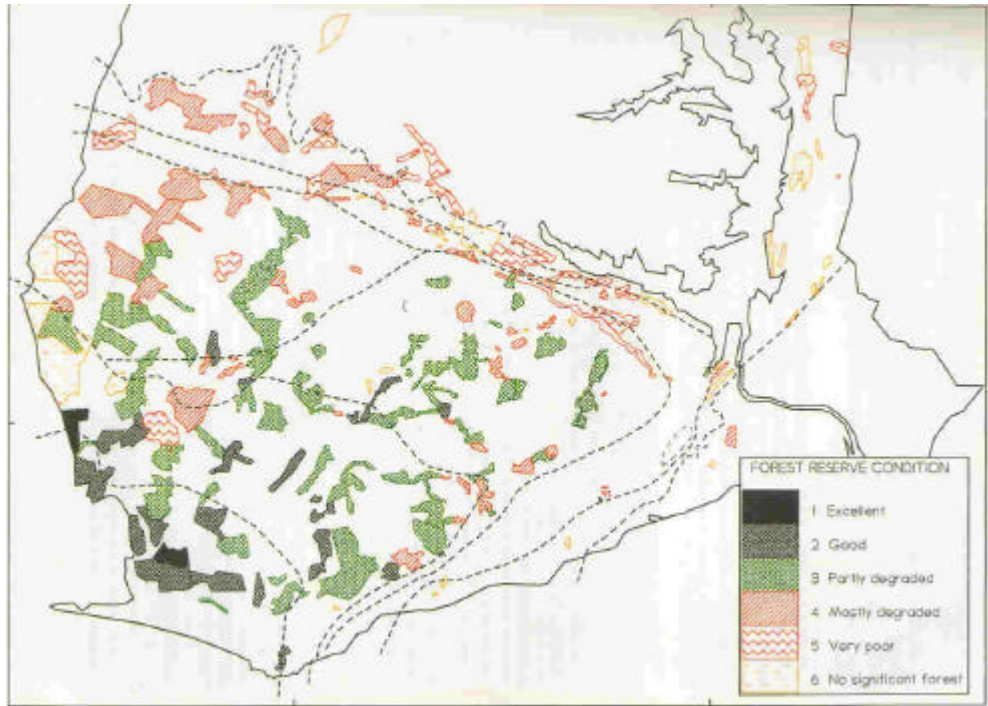 FOREST RESERVE CONDITION
1 Excellent
2 Good
3 Partly degraded
4 Mostly degraded
5 Very poor
6 No significant forest